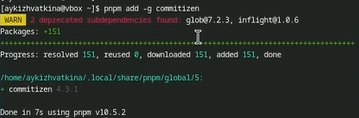 [aykizhvatkina@vbox ~]$ pnpm add -g commitizen
WARN 2 deprecated subdependencies found: glob@7.2.3, inflight@1.0.6
Packages: +151
++++++++++++++++++++++++++++++++++++++++++++++++++++++++++++++++++++++++
Progress: resolved 151, reused 0, downloaded 151, added 151, done
/home/aykizhvatkina/.local/share/pnpm/global/5:
+ commitizen 4.3.1
Done in 7s using pnpm v10.5.2